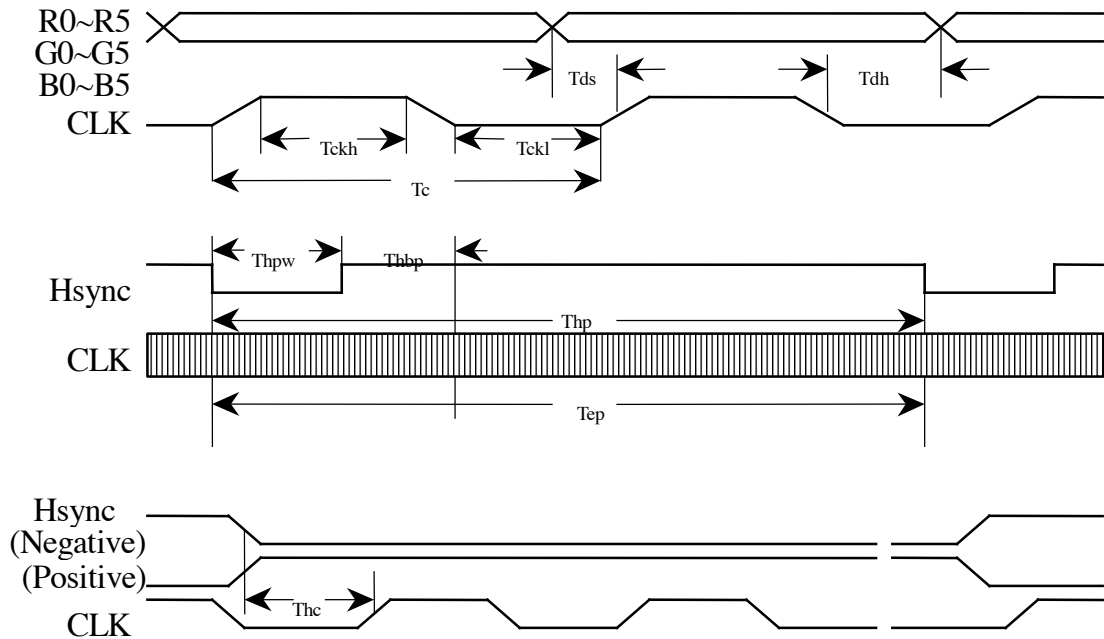 R0~R5
G0~G5
B0~B5
CLK
Tds
Tdh
Tckh
Tckl
Tc
Thpw
Thbp
Hsync
Thp
CLK
Tep
Hsync
(Negative)
(Positive)
Thc
CLK